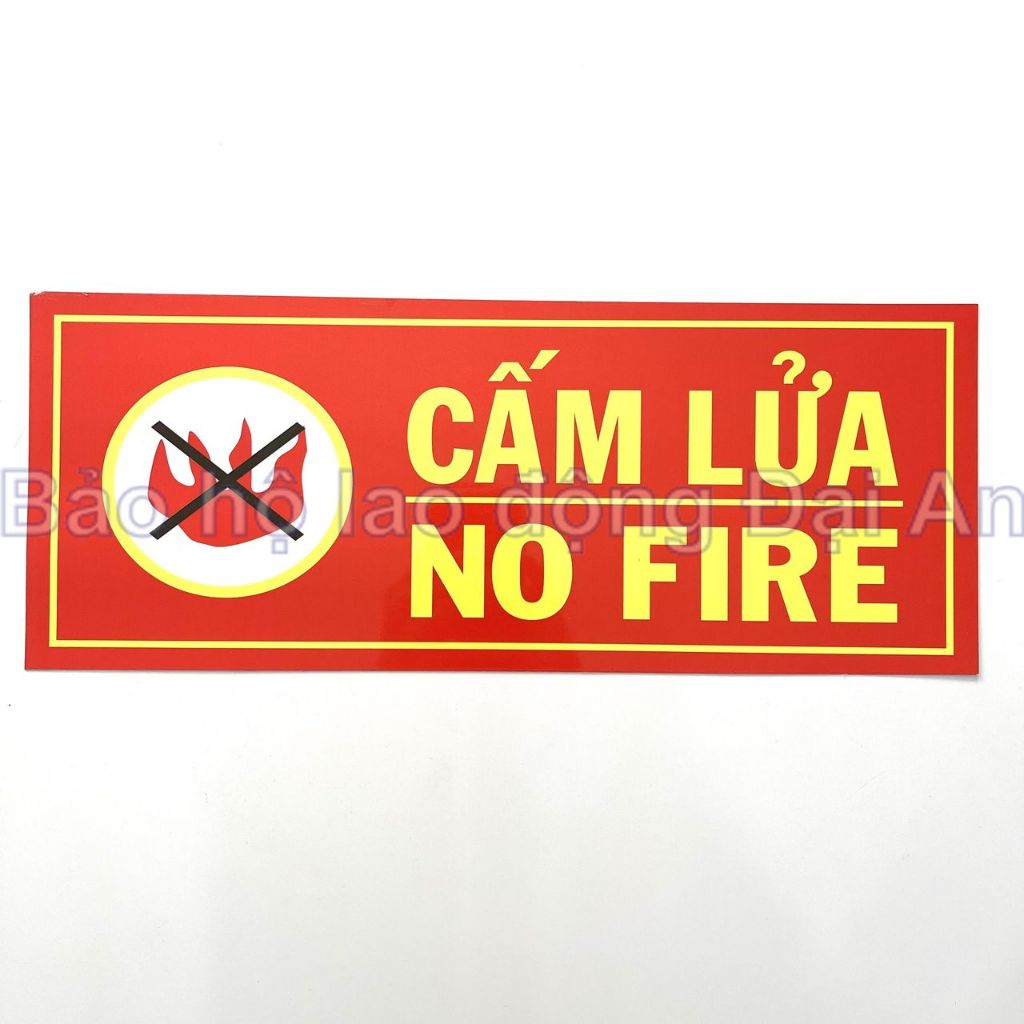 CẤM LỬA
Bảo hộ lao động Đại An
NO FIRE